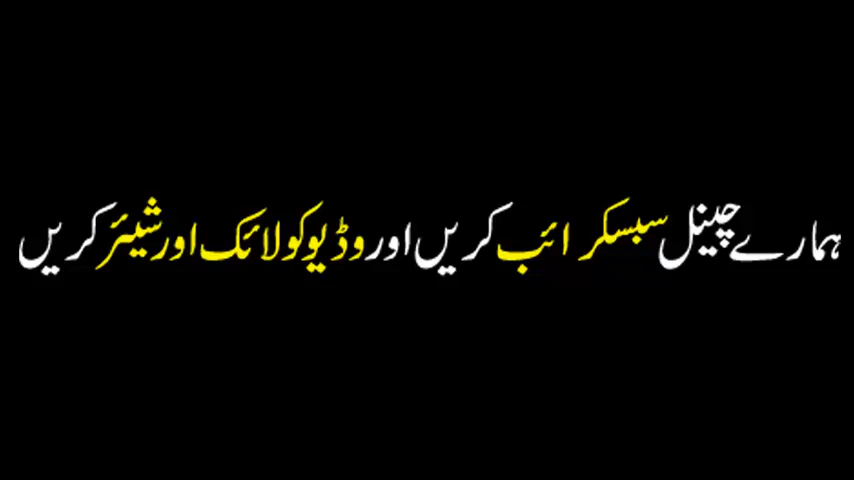 ہمارے چینل سبسکرائب کریں اور وڈیو کو لائک اور شیئر کریں